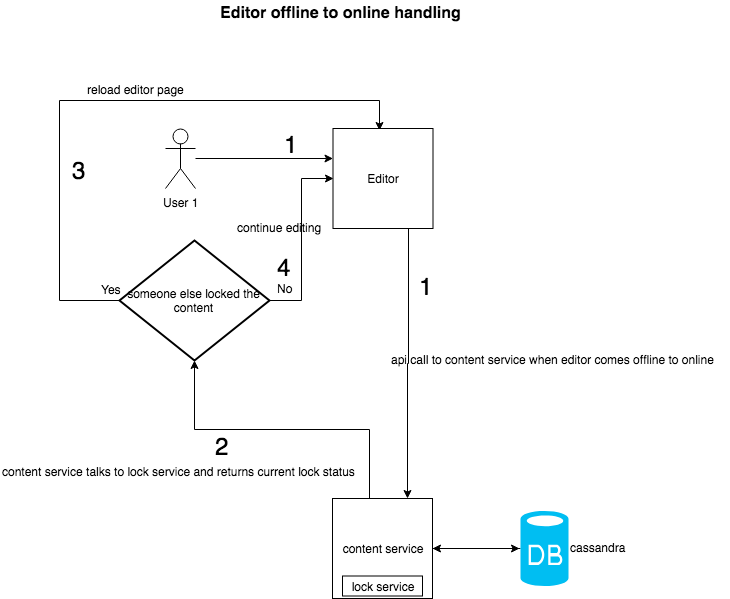 Editor offline to online handling
reload editor page
1
3
Editor
User 1
continue editing
4
1
Yes
No
someone else locked the
content
api call to content service when editor comes offline to online
2
content service talks to lock service and returns current lock status
content service
DB
cassandra
lock service